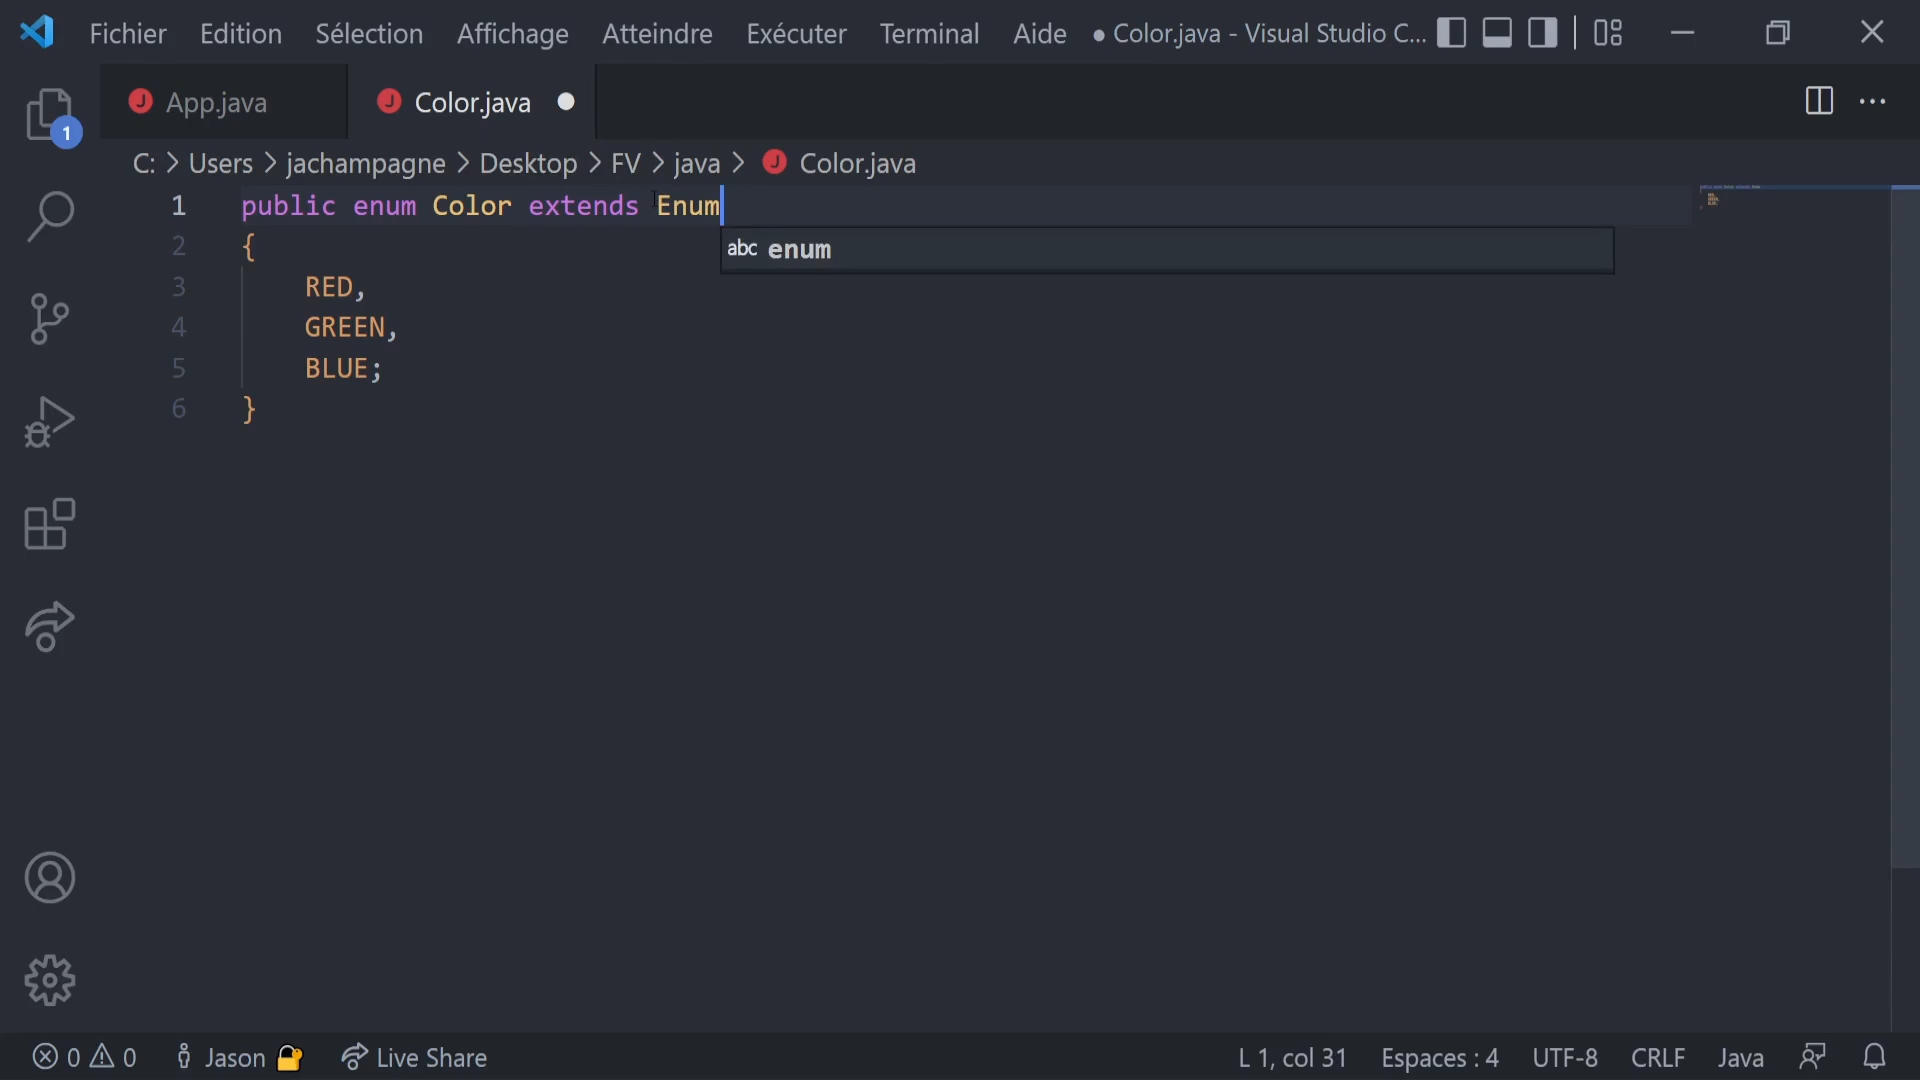 Fichier Edition Sélection Affichage Atteindre Exécuter Terminal Aide ● Color.java - Visual Studio C...
1
J App.java J Color.java ●
C: > Users > jachampagne > Desktop > FV > java > J Color.java
1 public enum Color extends Enum
2 {
abc enum
3 RED,
4 GREEN,
5 BLUE;
6 }
0 0 Jason Live Share L 1, col 31 Espaces : 4 UTF-8 CRLF Java